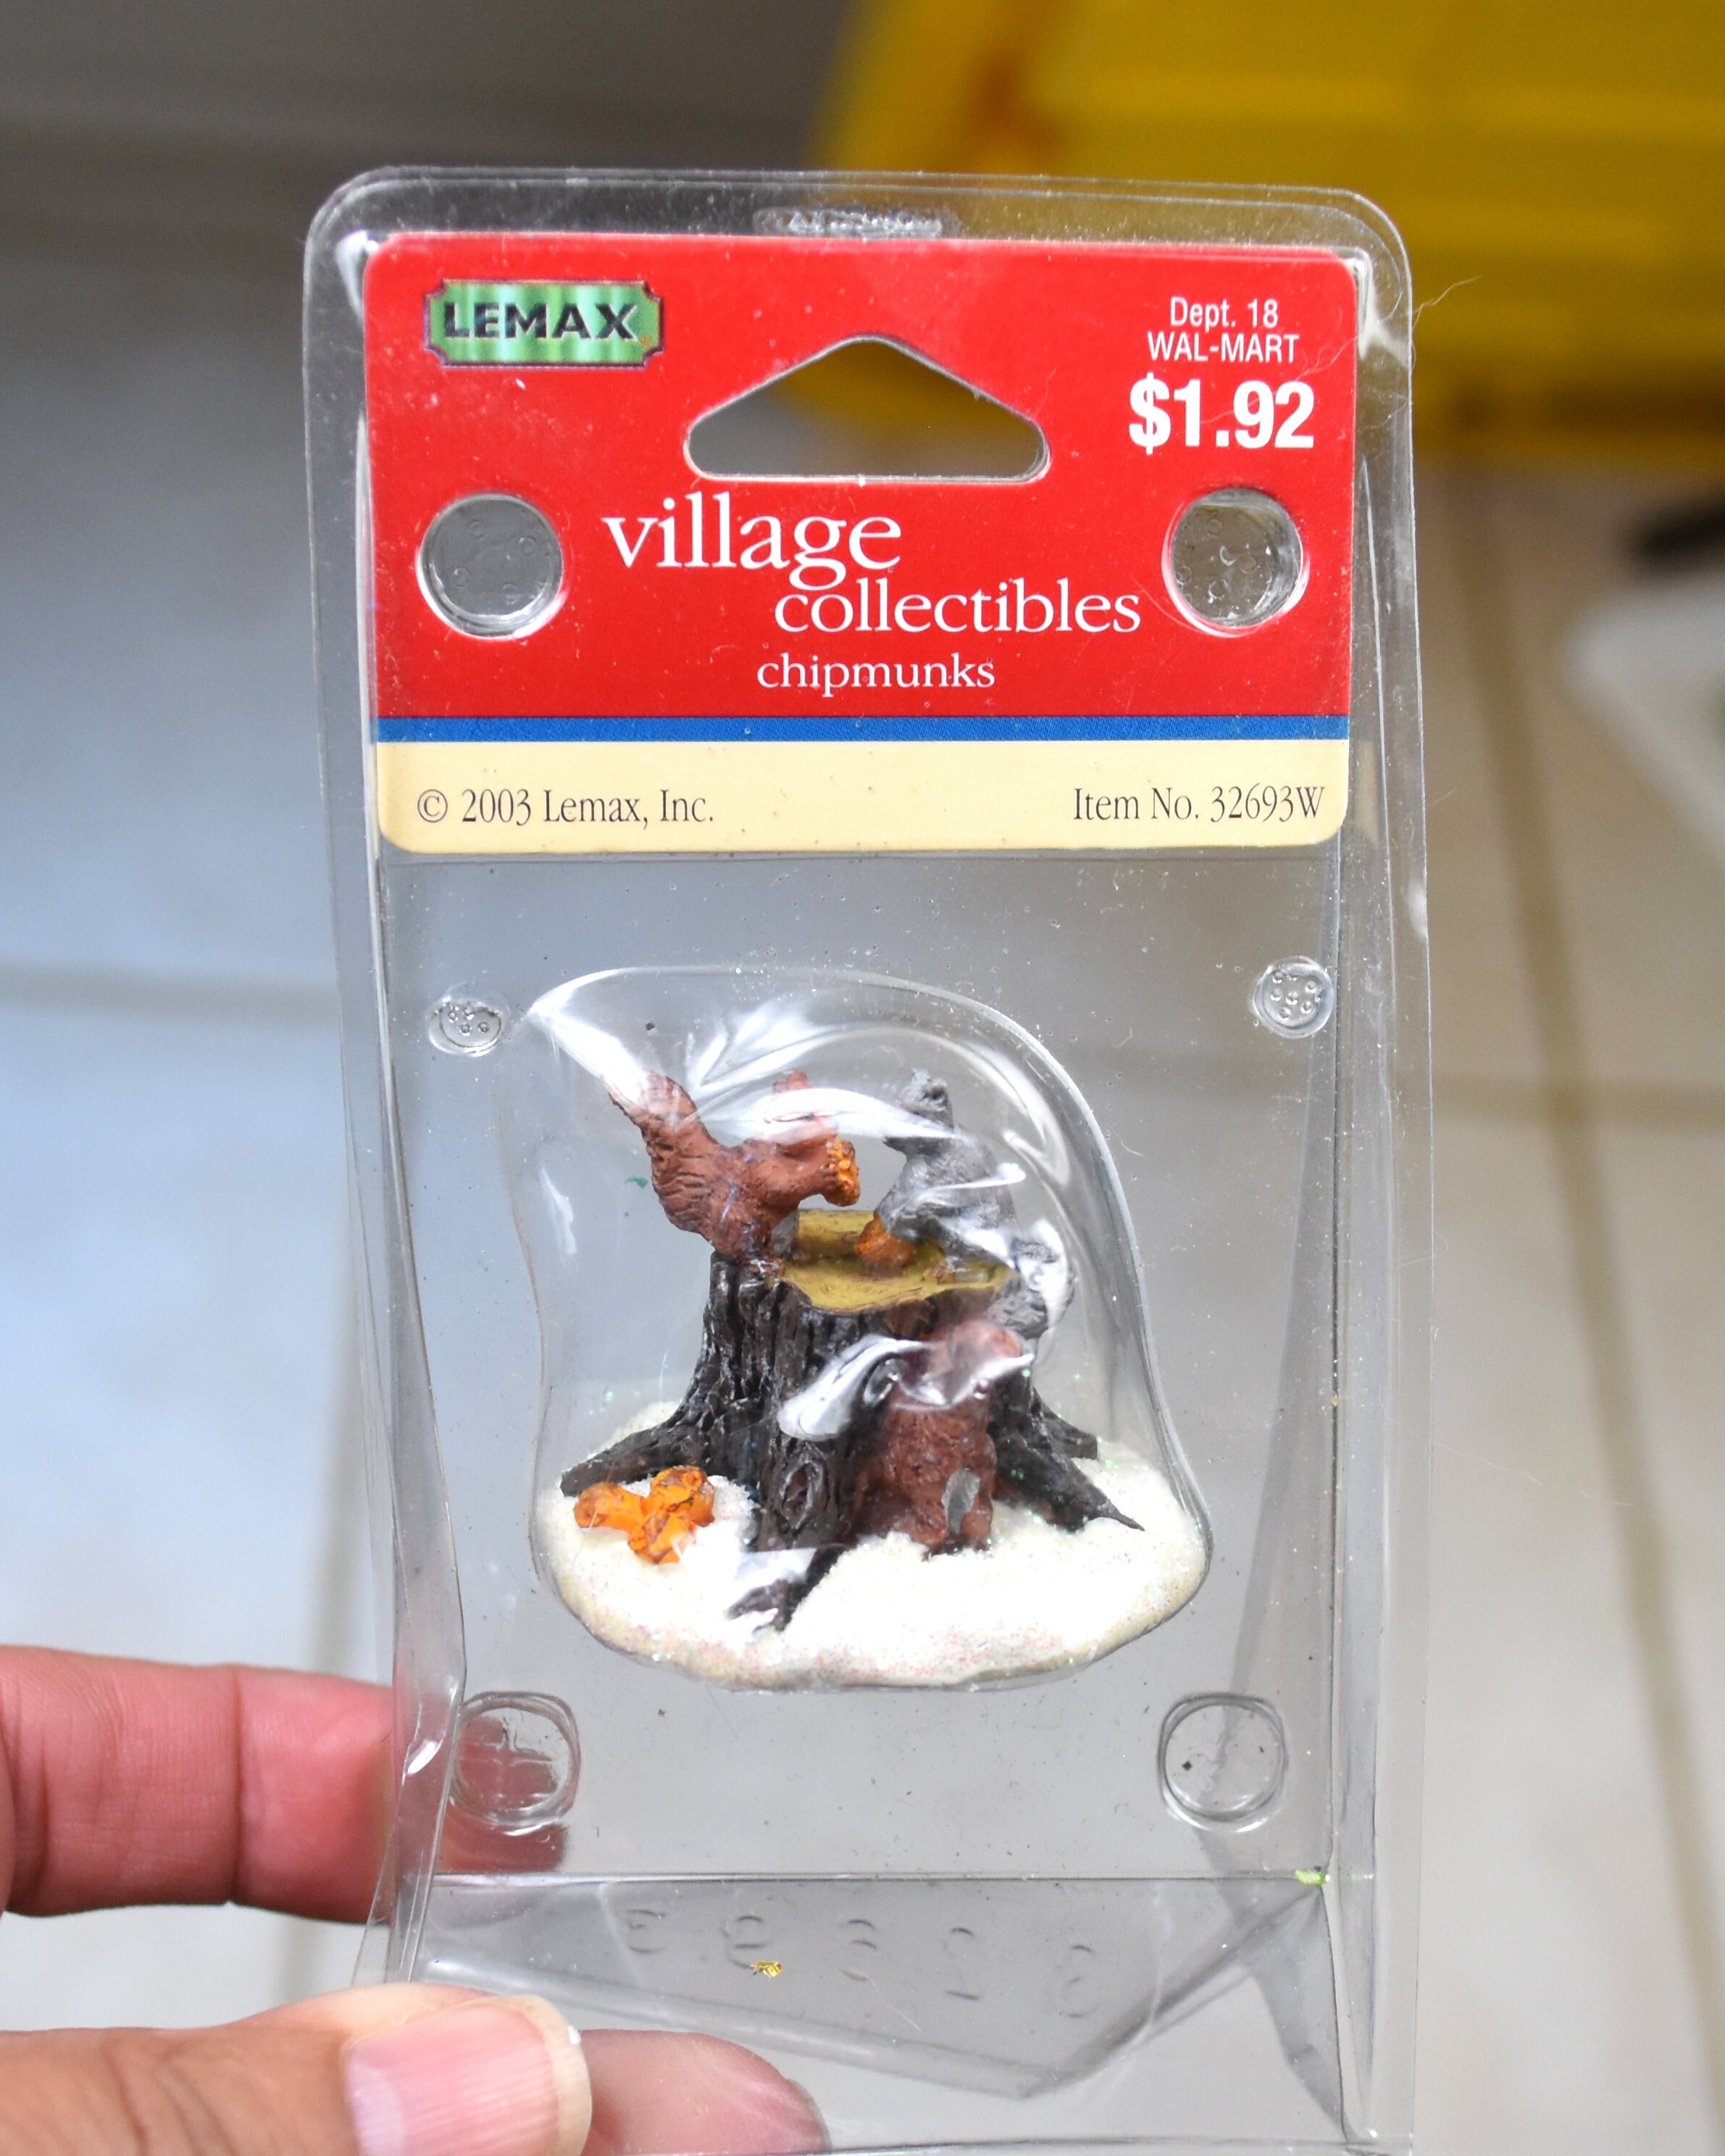 LEMAX
Dept. 18
WAL-MART
$1.92
village
collectibles
chipmunks
© 2003 Lemax, Inc.
Item No. 32693W